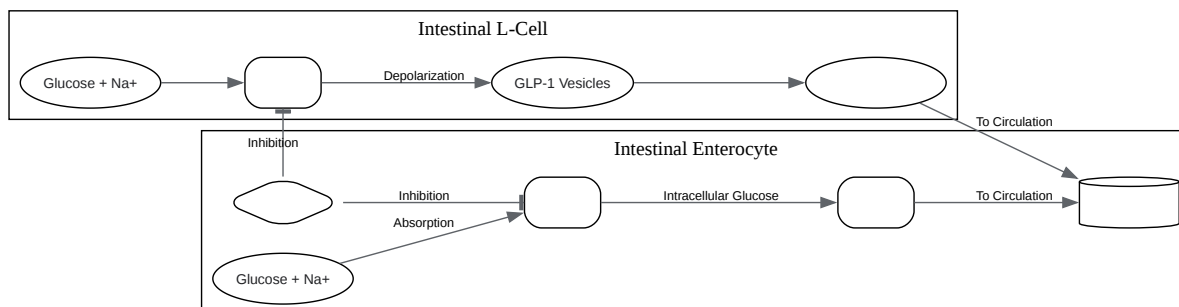 Intestinal L-Cell
Glucose + Na+
Depolarization
GLP-1 Vesicles
To Circulation
Inhibition
Intestinal Enterocyte
Inhibition
Intracellular Glucose
To Circulation
Absorption
Glucose + Na+